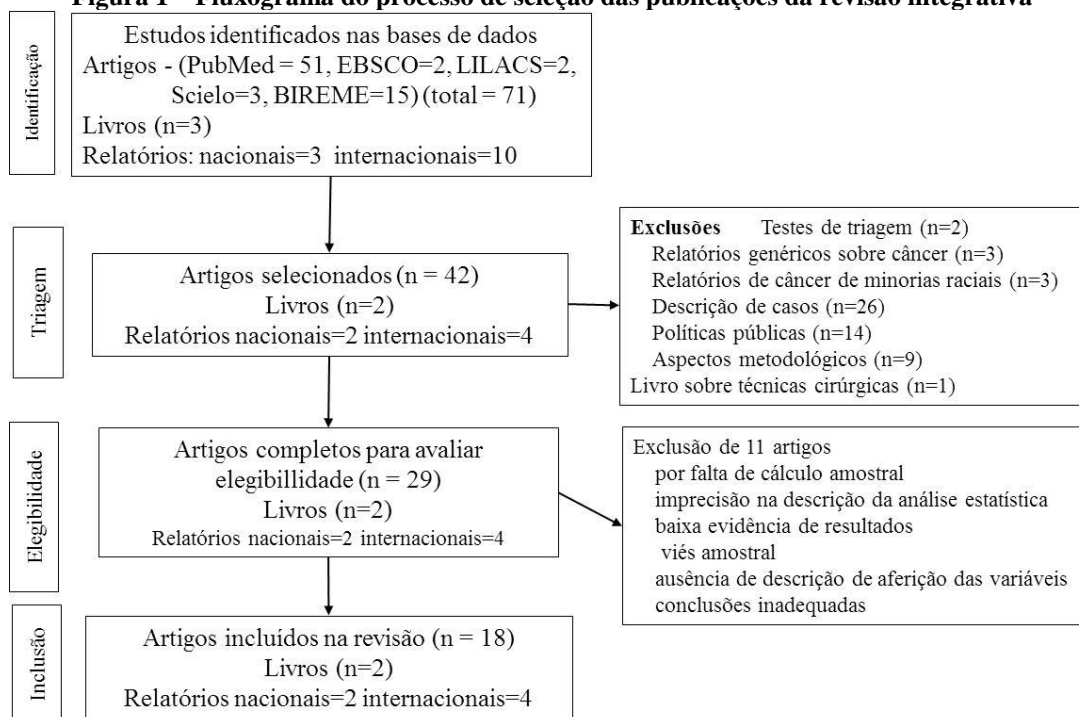 Figura 1 – Fluxograma do processo de seleção das publicações da revisão integrativa
Identificação
Estudos identificados nas bases de dados
Artigos - (PubMed = 51, EBSCO=2, LILACS=2,
Scielo=3, BIREME=15) (total = 71)
Livros (n=3)
Relatórios: nacionais=3 internacionais=10
Triagem
Artigos selecionados (n = 42)
Livros (n=2)
Relatórios nacionais=2 internacionais=4
Exclusões Testes de triagem (n=2)
Relatórios genéricos sobre câncer (n=3)
Relatórios de câncer de minorias raciais (n=3)
Descrição de casos (n=26)
Políticas públicas (n=14)
Aspectos metodológicos (n=9)
Livro sobre técnicas cirúrgicas (n=1)
Elegibilidade
Artigos completos para avaliar
elegibillidade (n = 29)
Livros (n=2)
Relatórios nacionais=2 internacionais=4
Exclusão de 11 artigos
por falta de cálculo amostral
imprecisão na descrição da análise estatística
baixa evidência de resultados
viés amostral
ausência de descrição de aferição das variáveis
conclusões inadequadas
Inclusão
Artigos incluídos na revisão (n = 18)
Livros (n=2)
Relatórios nacionais=2 internacionais=4